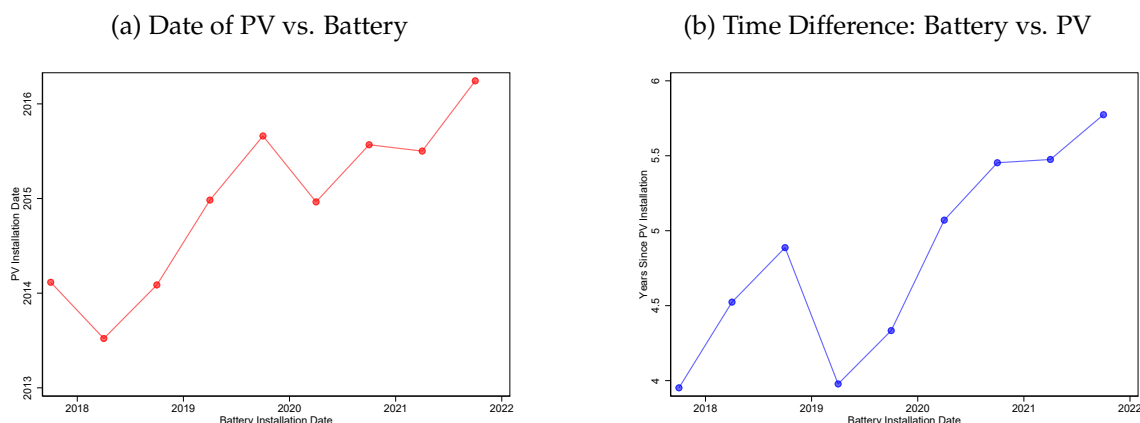 (a) Date of PV vs. Battery
PV Installation Date
2016
2015
2014
2013
2018 2019 2020 2021 2022
Battery Installation Date
(b) Time Difference: Battery vs. PV
Years Since PV Installation
6
5.5
5
4.5
4
2018 2019 2020 2021 2022
Battery Installation Date